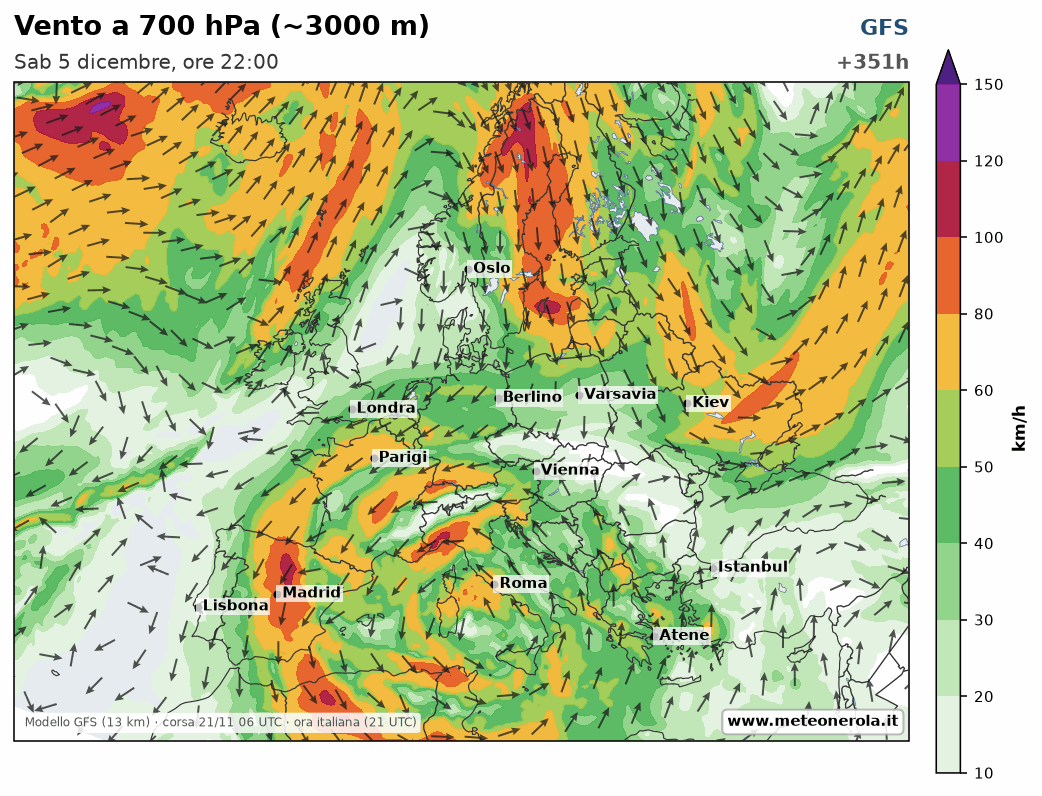 Vento a 700 hPa (~3000 m)
GFS
Sab 5 dicembre, ore 22:00
+351h
150
120
100
80
60
50
40
30
20
10
km/h
Oslo
Berlino
Varsavia
Kiev
Londra
Parigi
Vienna
Istanbul
Roma
Madrid
Lisbona
Atene
Modello GFS (13 km) · corsa 21/11 06 UTC · ora italiana (21 UTC)
www.meteonerola.it